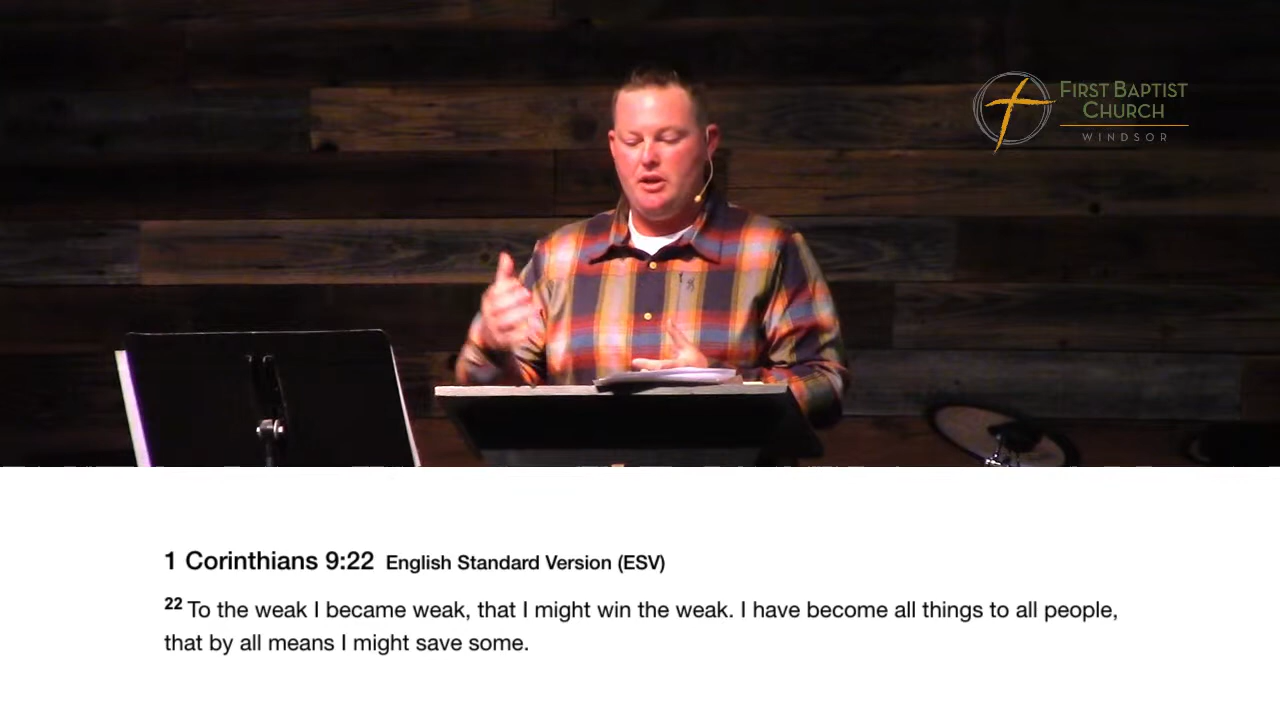 FIRST BAPTIST
CHURCH
WINDSOR
1 Corinthians 9:22 English Standard Version (ESV)
22 To the weak I became weak, that I might win the weak. I have become all things to all people,
that by all means I might save some.